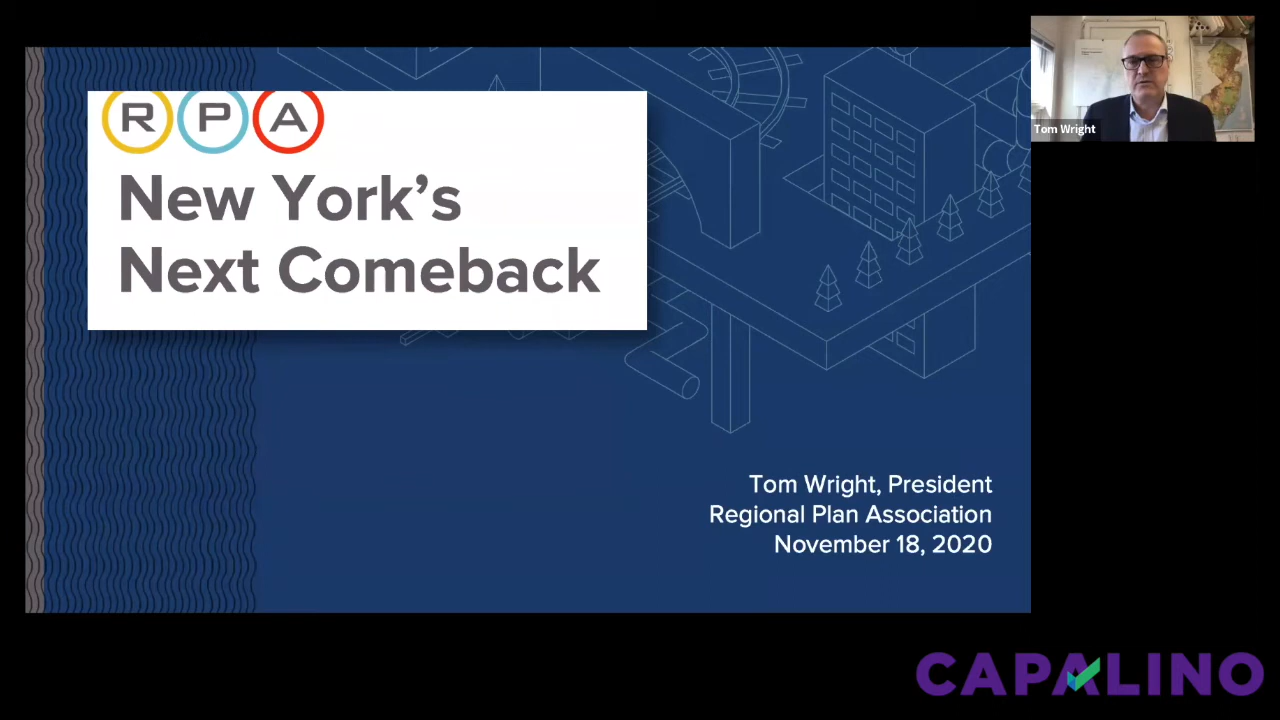 RPA
New York's
Next Comeback
Tom Wright, President
Regional Plan Association
November 18, 2020
Tom Wright
CAPALINO